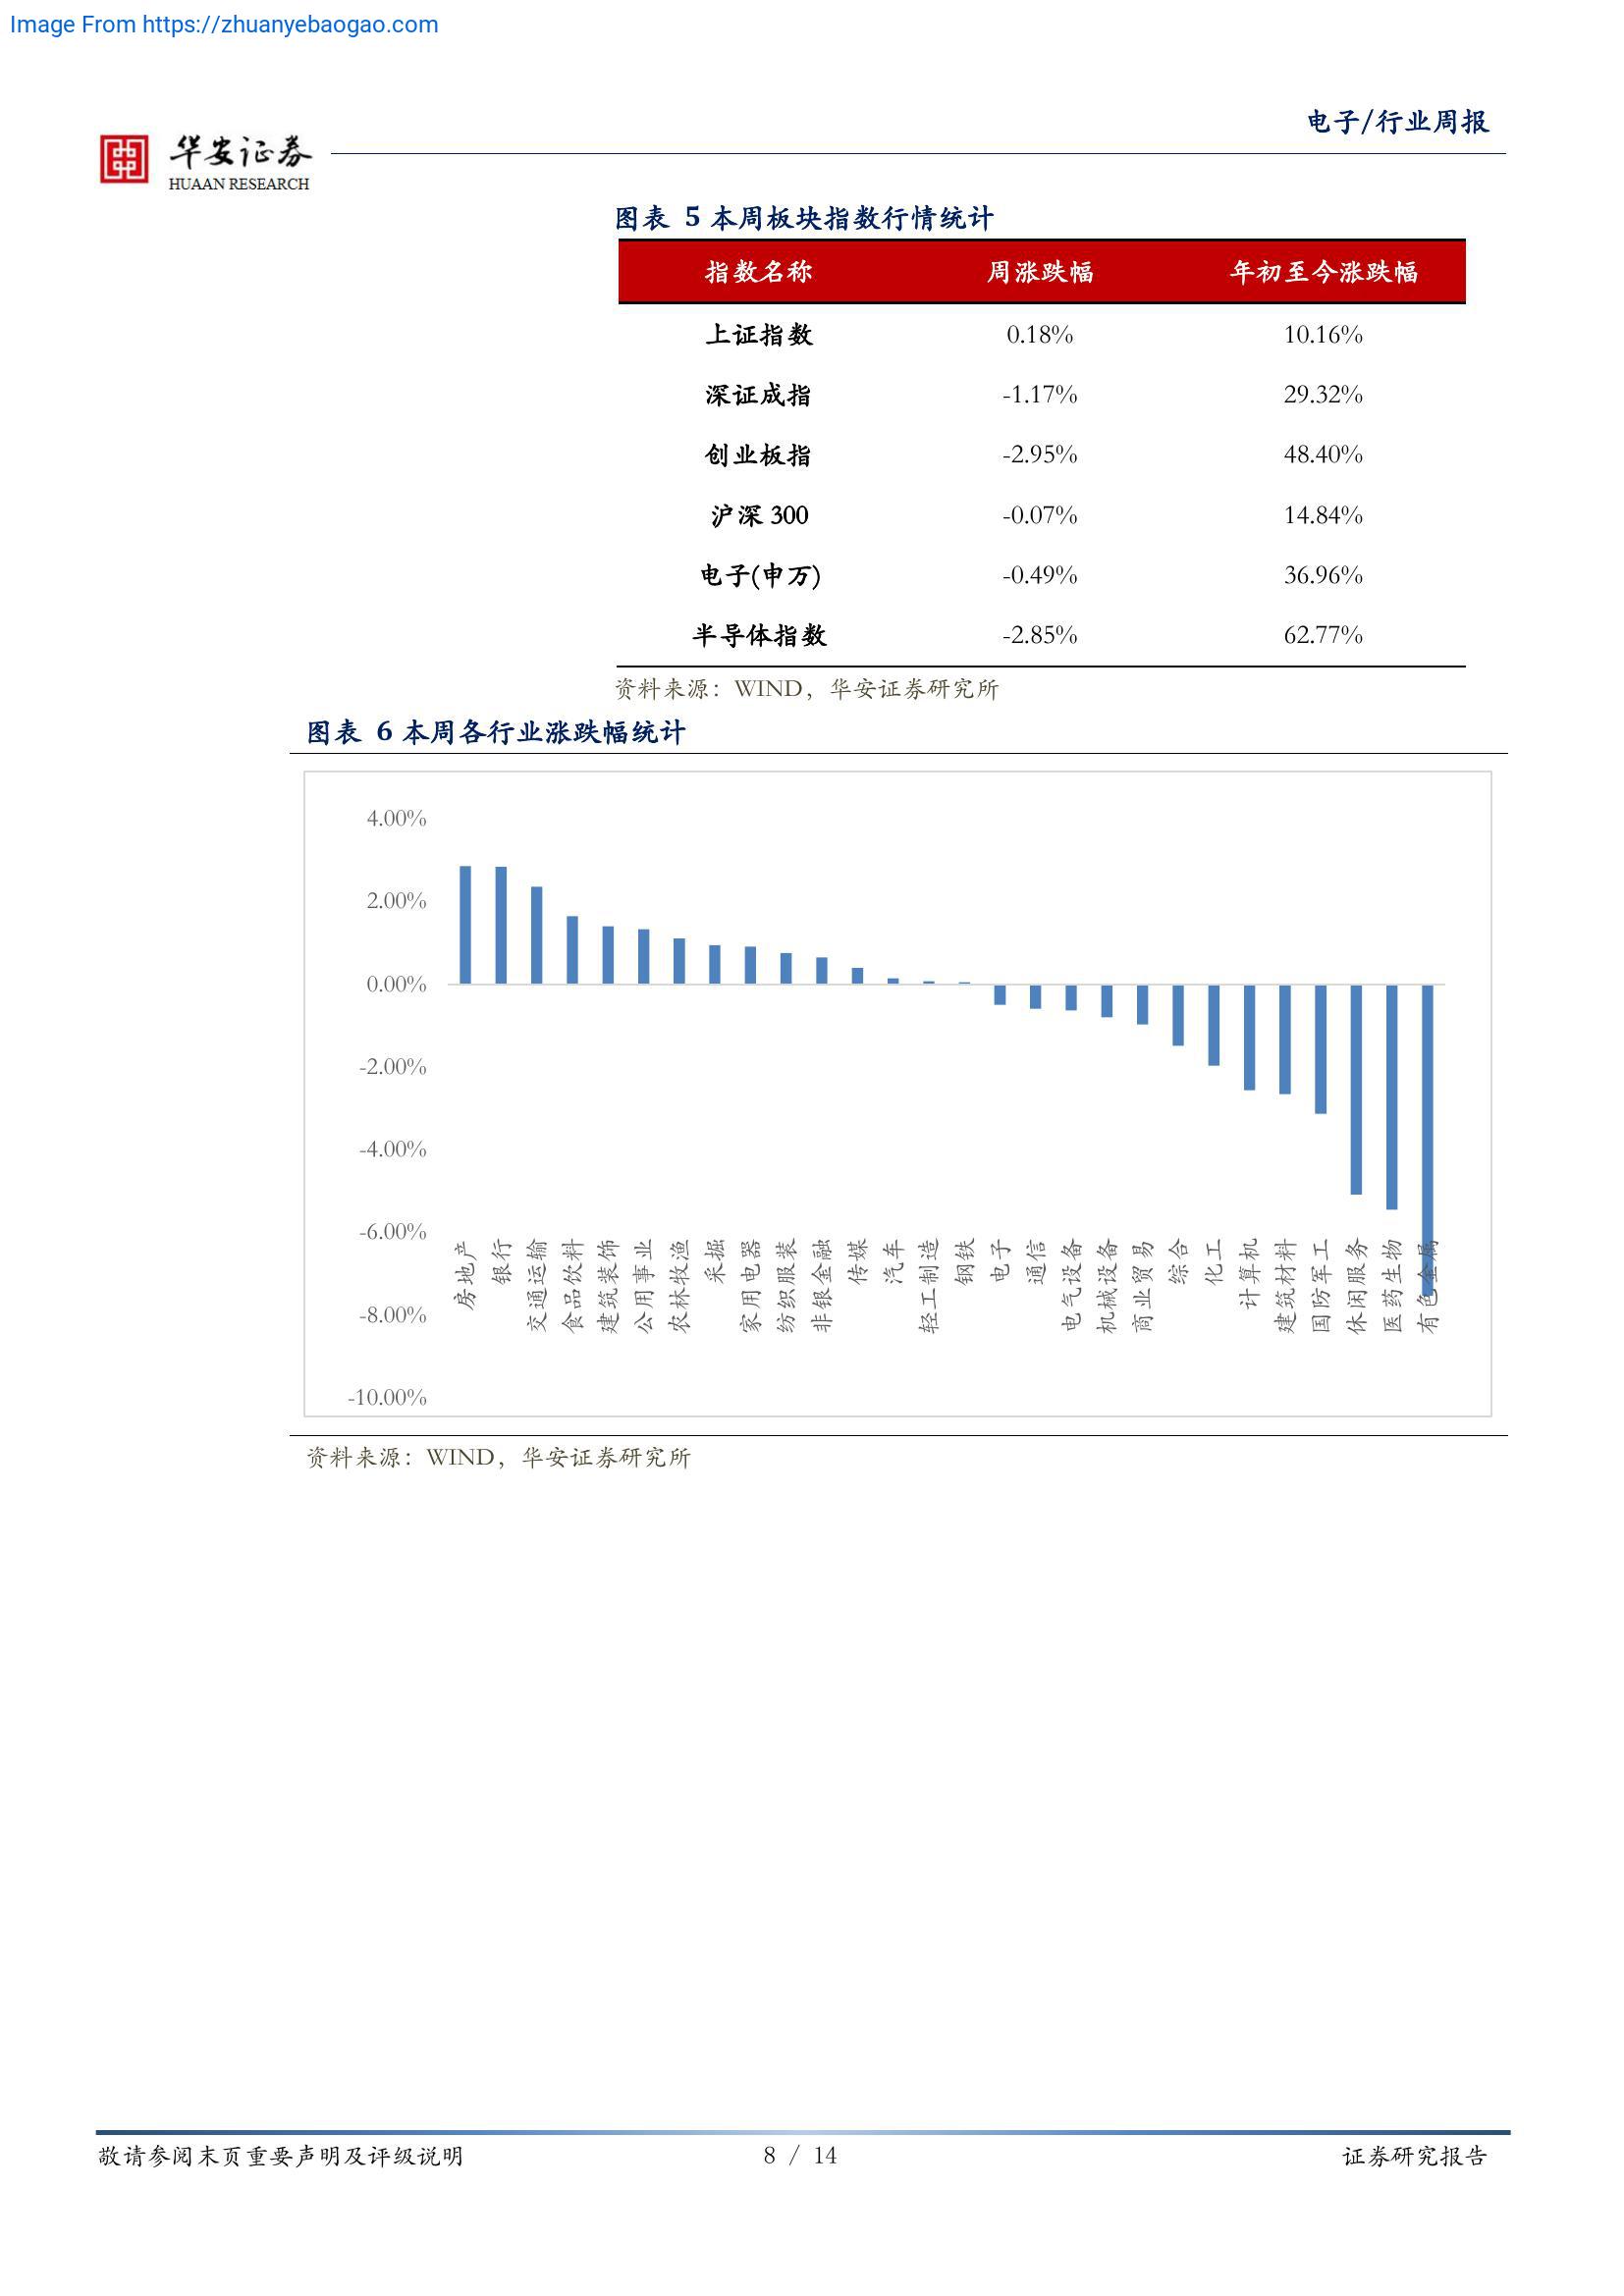 Image From https://zhuanyebaogao.com
电子/行业周报
华安证券
HUAAN RESEARCH
图表 5 本周板块指数行情统计
指数名称 周涨跌幅 年初至今涨跌幅
上证指数 0.18% 10.16%
深证成指 -1.17% 29.32%
创业板指 -2.95% 48.40%
沪深 300 -0.07% 14.84%
电子(申万) -0.49% 36.96%
半导体指数 -2.85% 62.77%
资料来源：WIND，华安证券研究所
图表 6 本周各行业涨跌幅统计
4.00%
2.00%
0.00%
-2.00%
-4.00%
-6.00%
-8.00%
-10.00%
房地产
银行
交通运输
食品饮料
建筑装饰
公用事业
农林牧渔
采掘
家用电器
纺织服装
非银金融
传媒
汽车
轻工制造
钢铁
电子
通信
电气设备
机械设备
商业贸易
综合
化工
计算机
建筑材料
国防军工
休闲服务
医药生物
有色金属
资料来源：WIND，华安证券研究所
敬请参阅末页重要声明及评级说明 8 / 14 证券研究报告